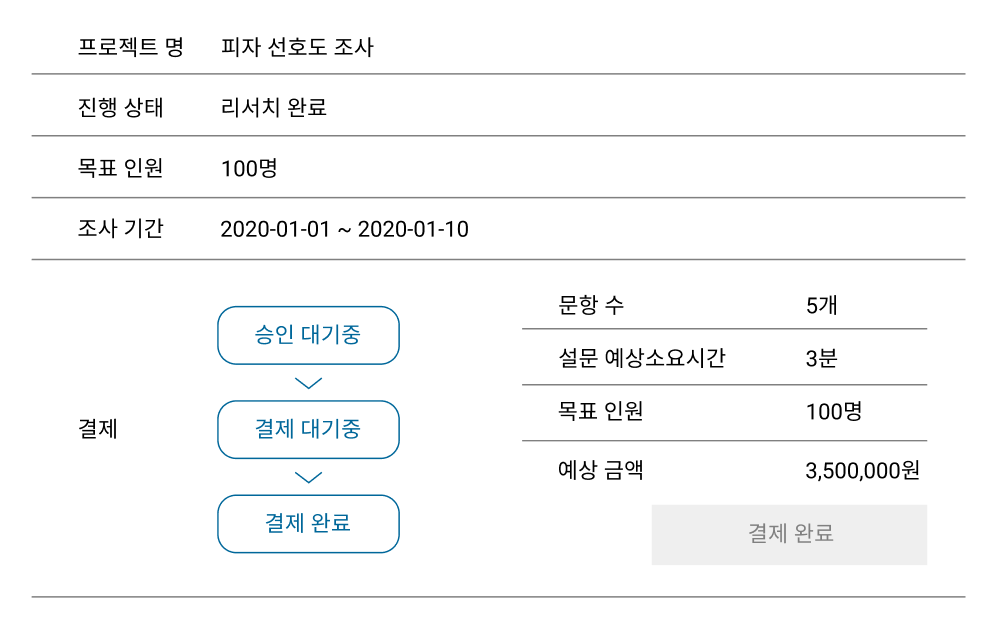 프로젝트 명 피자 선호도 조사
진행 상태 리서치 완료
목표 인원 100명
조사 기간 2020-01-01 ~ 2020-01-10
결제
승인 대기중
결제 대기중
결제 완료
문항 수 5개
설문 예상소요시간 3분
목표 인원 100명
예상 금액 3,500,000원
결제 완료